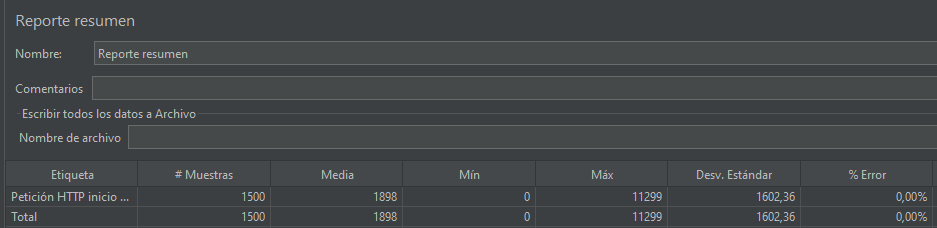 Reporte resumen
Nombre: Reporte resumen
Comentarios
Escribir todos los datos a Archivo
Nombre de archivo
Etiqueta # Muestras Media Mín Máx Desv. Estándar % Error
Petición HTTP inicio ... 1500 1898 0 11299 1602,36 0,00%
Total 1500 1898 0 11299 1602,36 0,00%